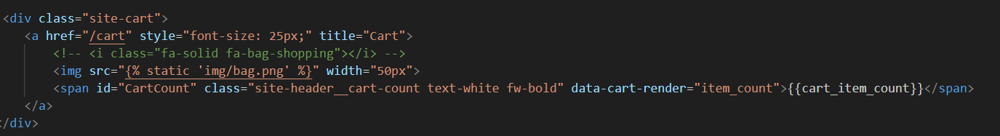 <div class="site-cart">
<a href="/cart" style="font-size: 25px;" title="Cart">
<!-- <i class="fa-solid fa-bag-shopping"></i> -->
<img src="{% static 'img/bag.png' %}" width="50px">
<span id="CartCount" class="site-header__cart-count text-white fw-bold" data-cart-render="item_count">{{cart_item_count}}</span>
</a>
</div>